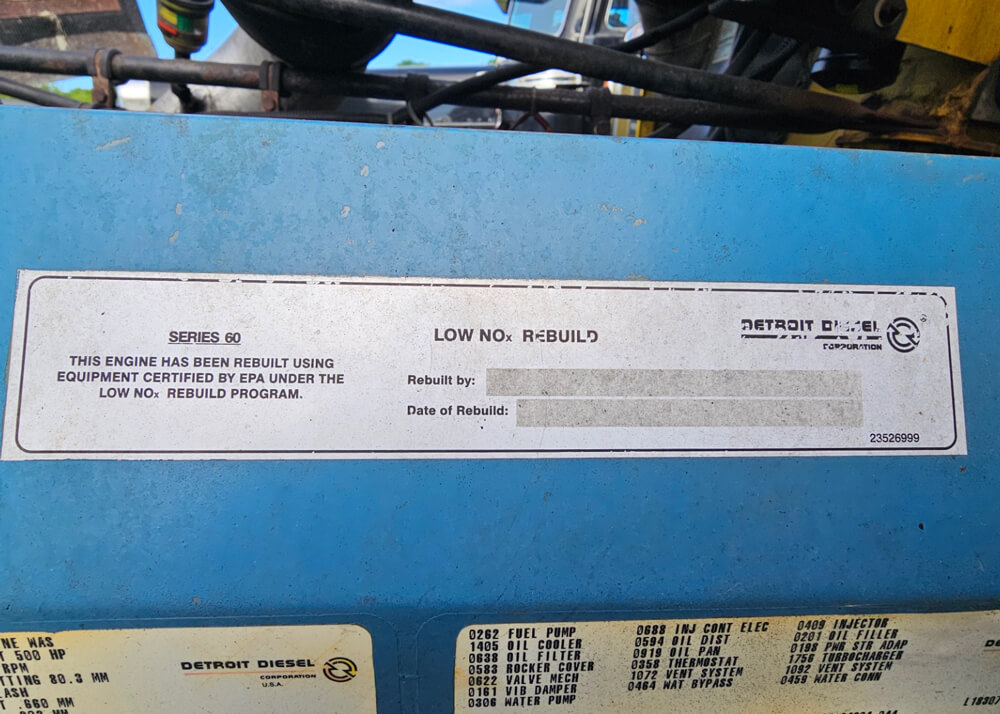 SERIES 60
THIS ENGINE HAS BEEN REBUILT USING
EQUIPMENT CERTIFIED BY EPA UNDER THE
LOW NOx REBUILD PROGRAM.
LOW NOx REBUILD
Rebuilt by:
Date of Rebuild:
DETROIT DIESEL
CORPORATION
®
23526999
NE WAS
T 500 HP
RPM
TTING 80.3 MM
LASH
T .660 MM
DETROIT DIESEL
CORPORATION
U.S.A.
0262 FUEL PUMP
1405 OIL COOLER
0638 OIL FILTER
0583 ROCKER COVER
0622 VALVE MECH
0161 VIB DAMPER
0306 WATER PUMP
0688 INJ CONT ELEC
0594 OIL DIST
0919 OIL PAN
0358 THERMOSTAT
1072 VENT SYSTEM
0464 WAT BYPASS
0409 INJECTOR
0201 OIL FILLER
0198 PWR STR ADAP
1756 TURBOCHARGER
1092 VENT SYSTEM
0459 WATER CONN
L18307